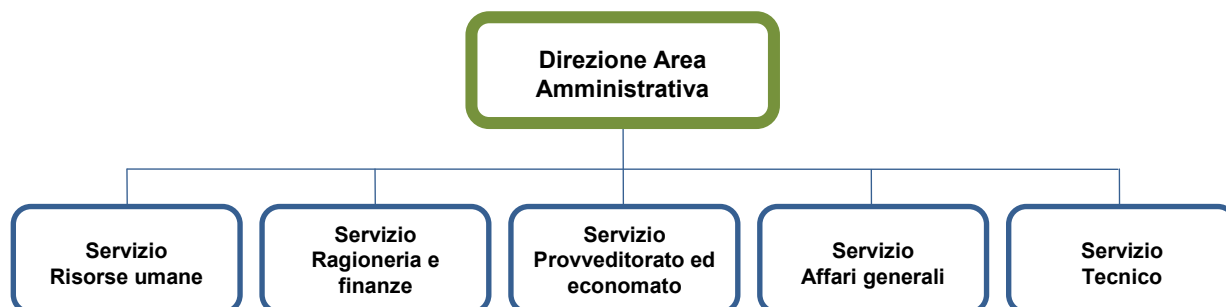 Direzione Area
Amministrativa
Servizio
Risorse umane
Servizio
Ragioneria e
finanze
Servizio
Provveditorato ed
economato
Servizio
Affari generali
Servizio
Tecnico